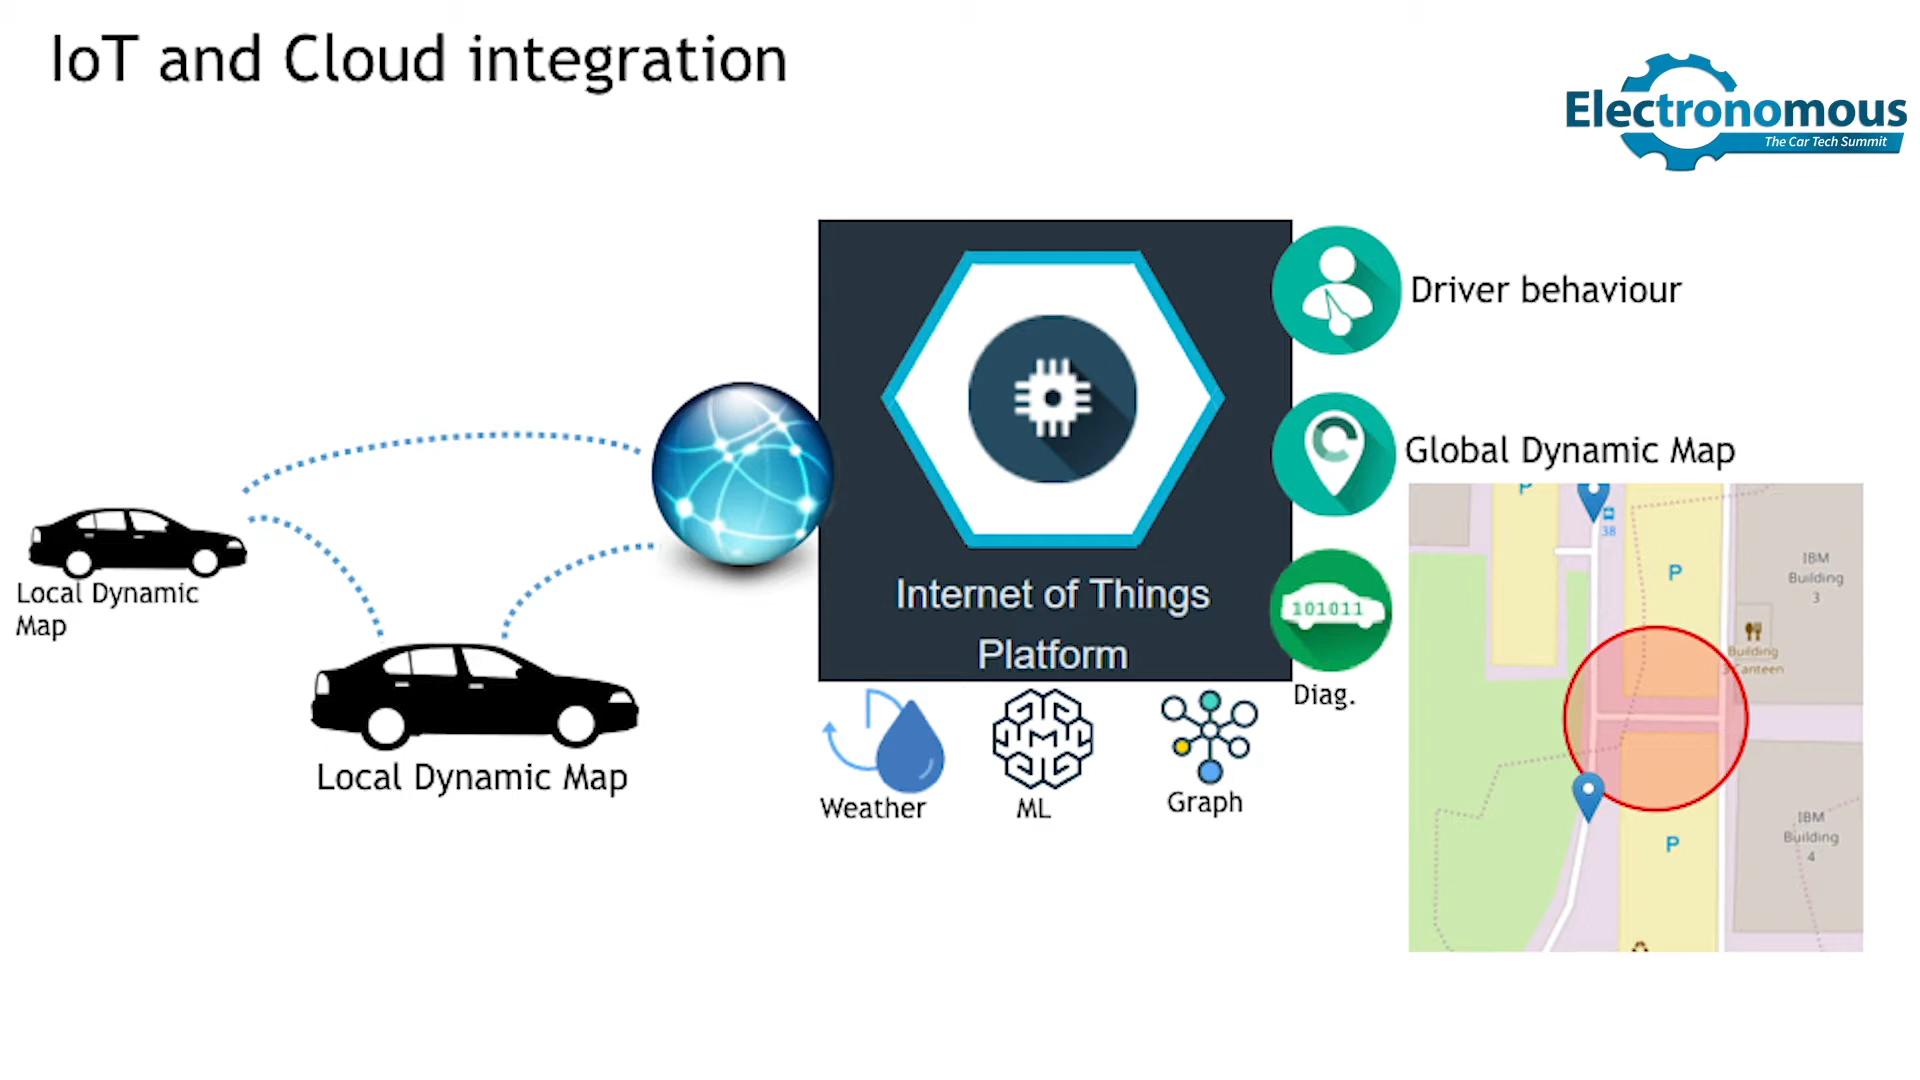 IoT and Cloud integration
Electronomous
The Car Tech Summit
Driver behaviour
Global Dynamic Map
Internet of Things
Platform
101011
Diag.
Local Dynamic
Map
Local Dynamic Map
Weather
ML
Graph
P
38
P
IBM
Building
3
Building
Canteen
IBM
Building
4
P